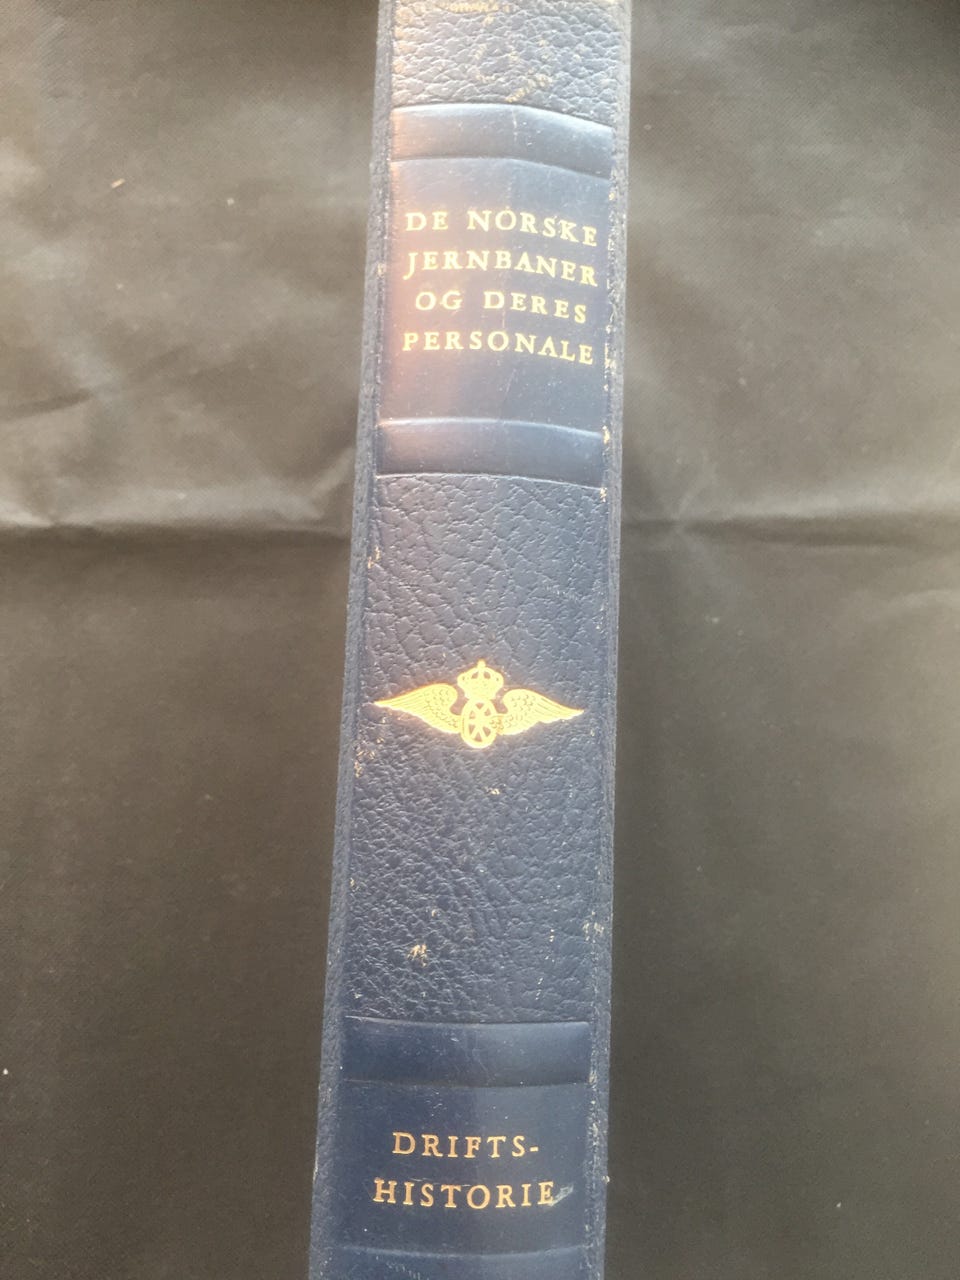 DE NORSKE
JERNBANER
OG DERES
PERSONALE
DRIFTS-
HISTORIE